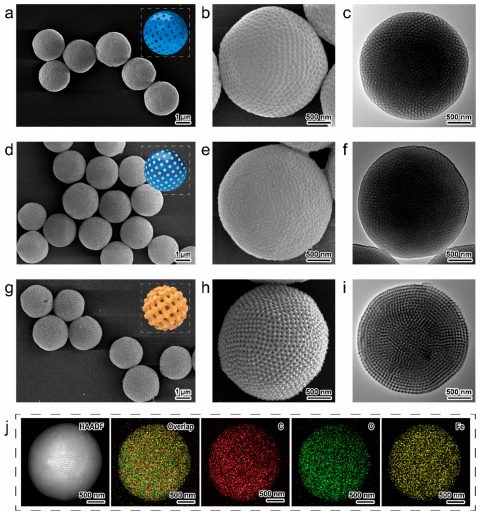 a
1 μm
b
500 nm
c
500 nm
d
1 μm
e
500 nm
f
500 nm
g
1 μm
h
500 nm
i
500 nm
j
HAADF
500 nm
Overlap
500 nm
C
500 nm
O
500 nm
Fe
500 nm